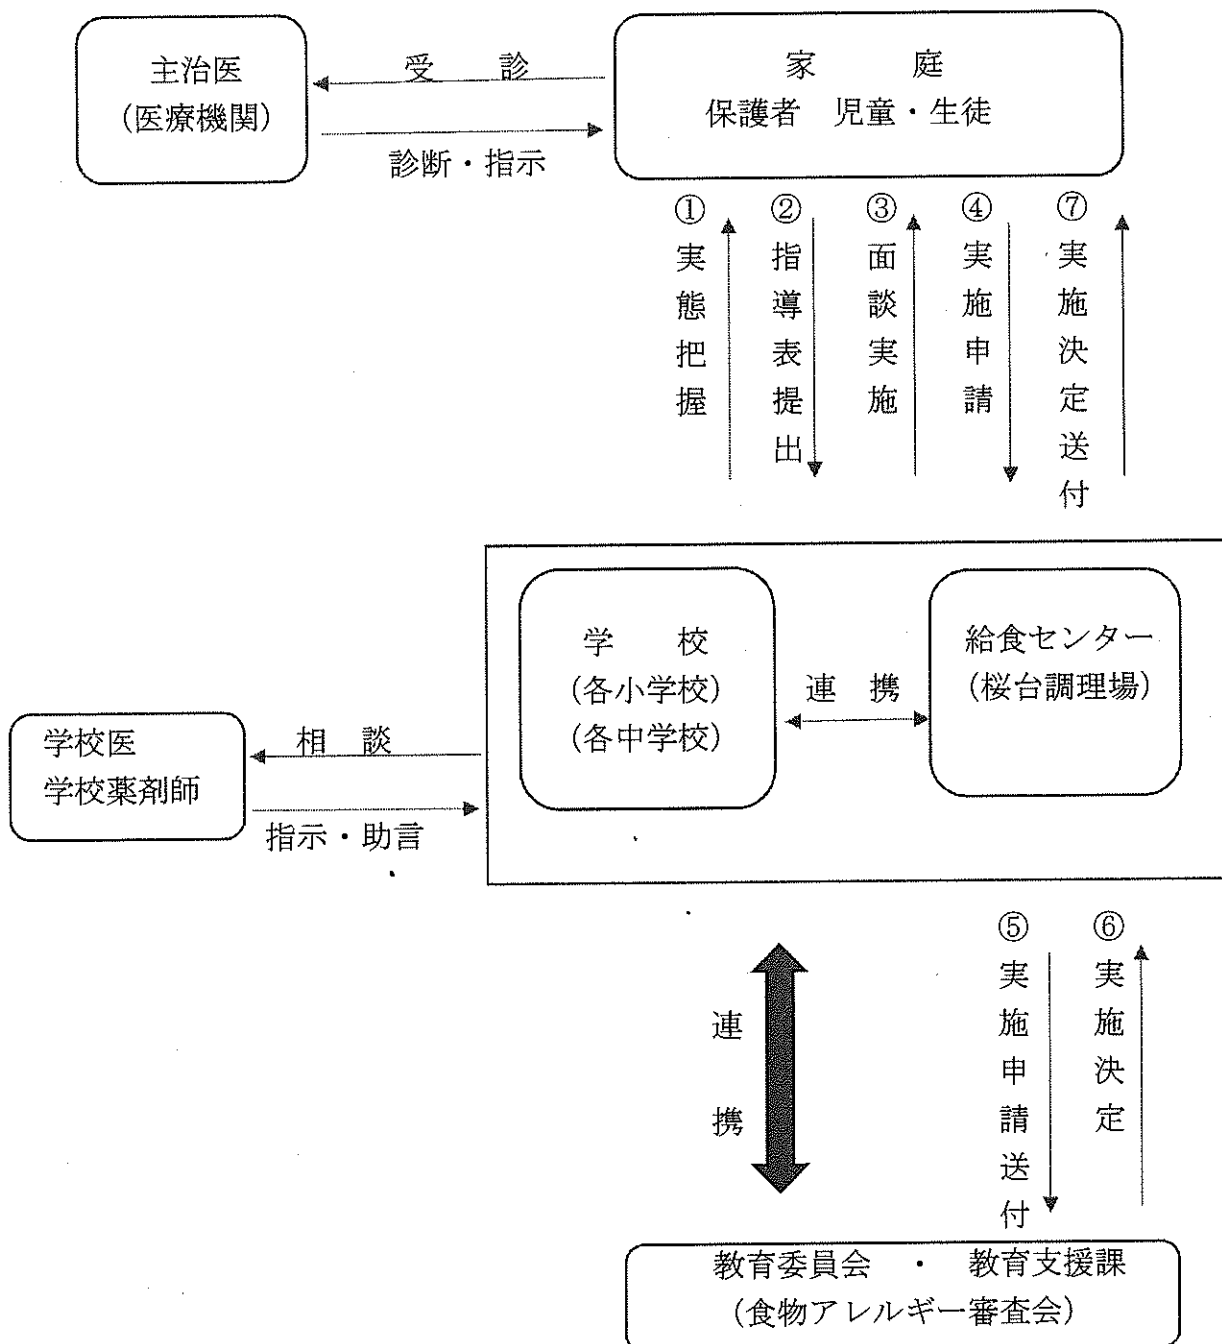 主治医
(医療機関)
受 診
診断・指示
家 庭
保護者 児童・生徒
①実態把握
②指導表提出
③面談実施
④実施申請
⑦実施決定送付
学 校
(各小学校)
(各中学校)
連 携
給食センター
(桜台調理場)
学校医
学校薬剤師
相 談
指示・助言
連携
⑤実施申請送付
⑥実施決定
教育委員会 ・ 教育支援課
(食物アレルギー審査会)